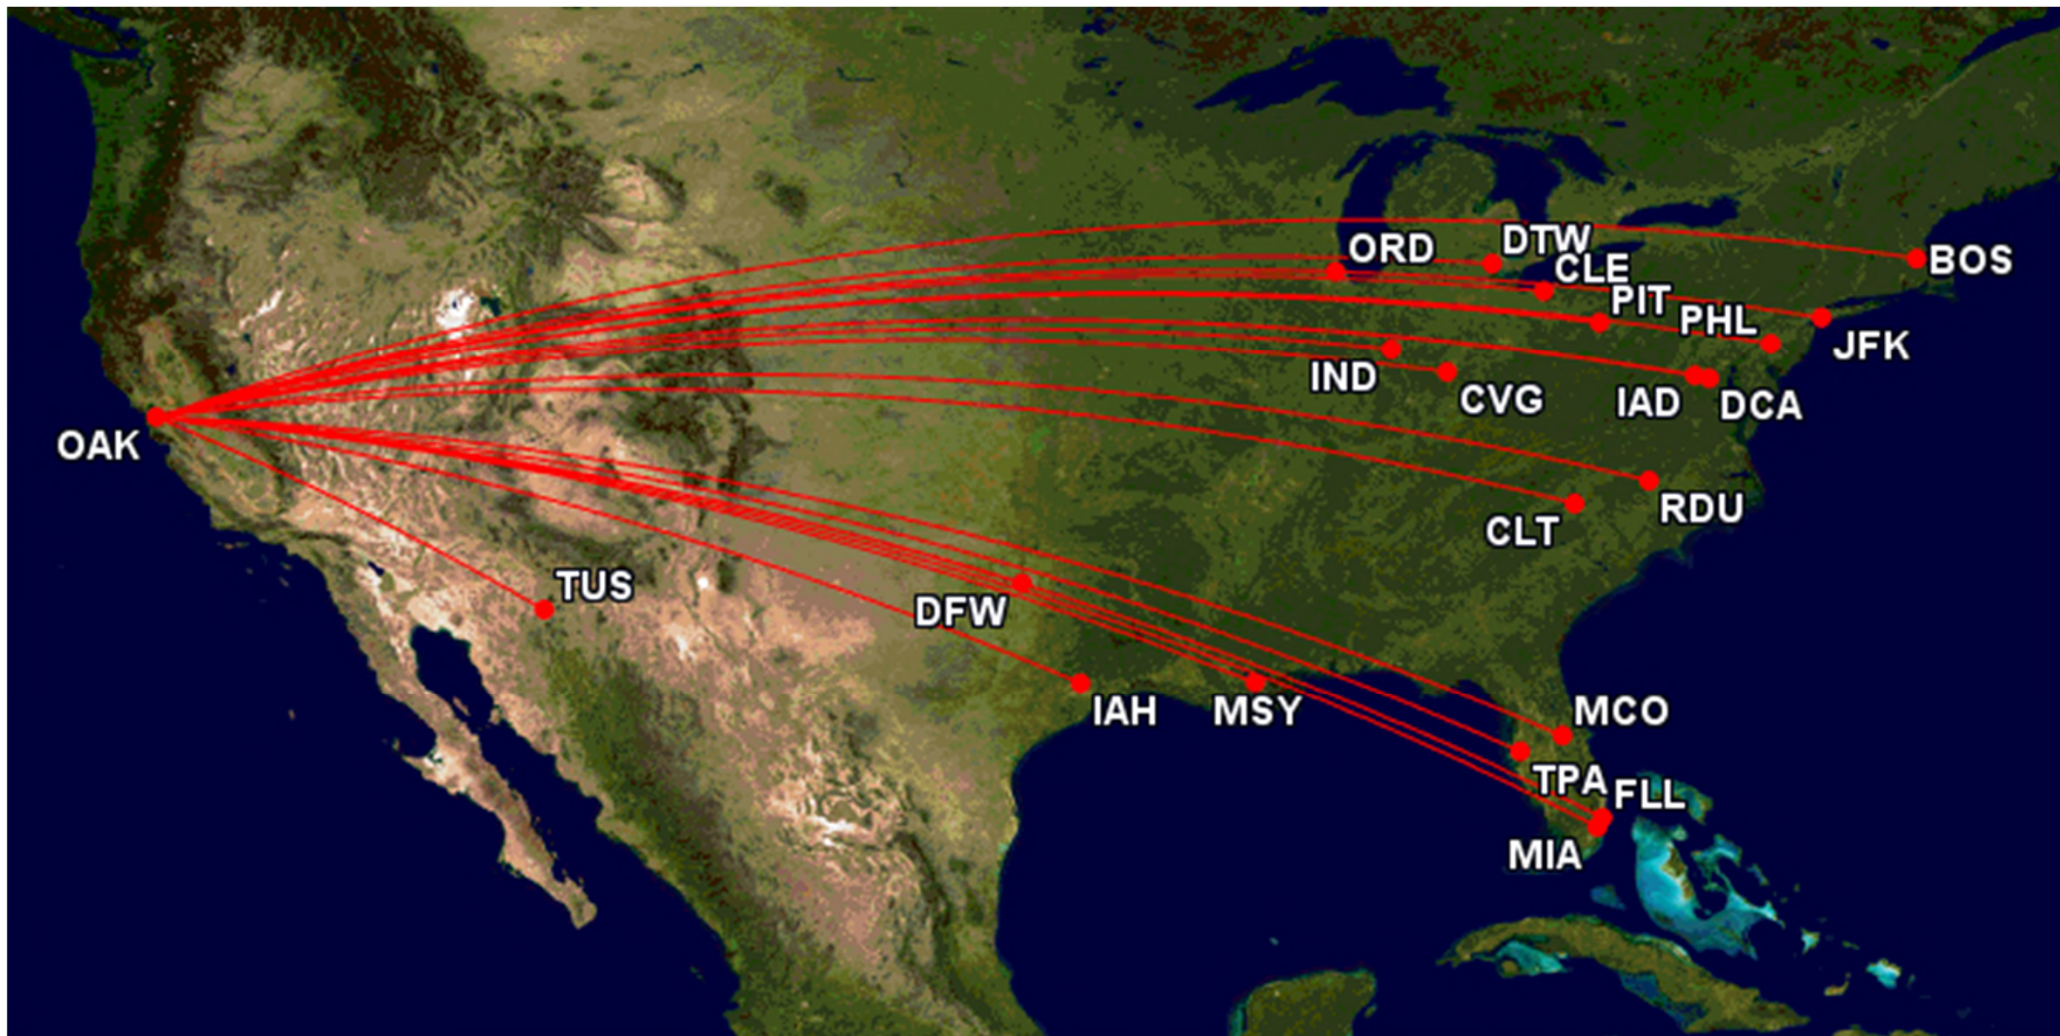 DTW
ORD
BOS
CLE
PIT
PHL
JFK
IND
CVG
IAD
DCA
OAK
RDU
CLT
TUS
DFW
IAH
MSY
MCO
TPA
FLL
MIA